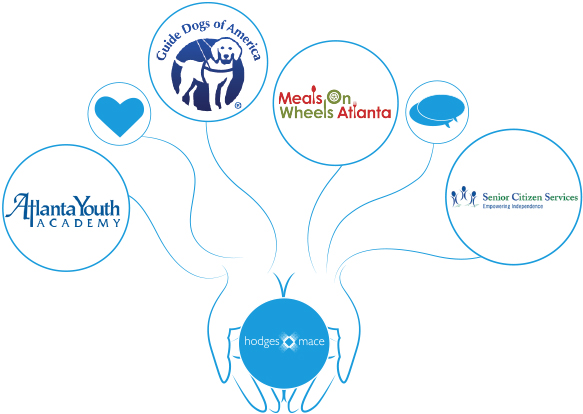 Guide Dogs of America
®
Meals On
Wheels Atlanta
Atlanta Youth
ACADEMY
Senior Citizen Services
Empowering Independence
hodges mace